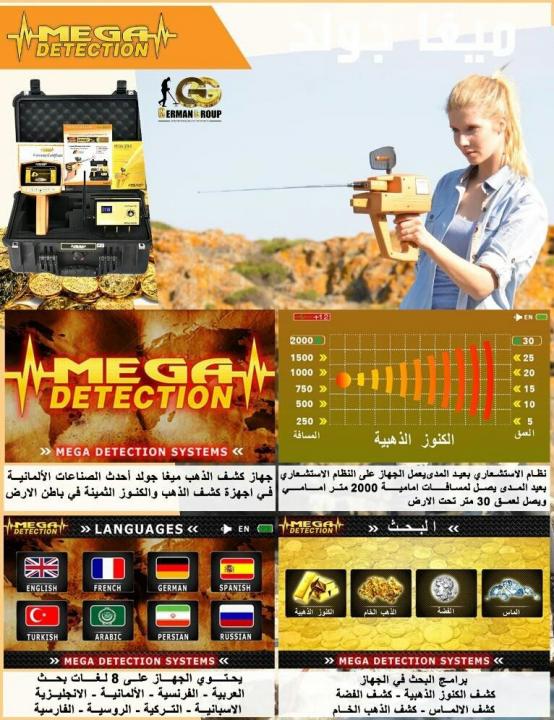 MEGA
DETECTION
ميغا جولد
GERMAN GROUP
MEGA
DETECTION
» MEGA DETECTION SYSTEMS «
+12
EN
2000
1500
1000
750
500
250
المسافة
30
25
20
15
10
5
العمق
الكنوز الذهبية
جهاز كشف الذهب ميغا جولد أحدث الصناعات الألمانية
في اجهزة كشف الذهب والكنوز الثمينة في باطن الارض
نظام الاستشعاري بعيد المدىيعمل الجهاز على النظام الاستشعاري
بعيد المدى يصل لمسافات امامية 2000 متر امامي
ويصل لعمق 30 متر تحت الارض
MEGA
DETECTION
» LANGUAGES «
EN
ENGLISH
FRENCH
GERMAN
SPANISH
TURKISH
ARABIC
PERSIAN
RUSSIAN
» MEGA DETECTION SYSTEMS «
MEGA
DETECTION
» البحث «
الكنوز الذهبية
الذهب الخام
الفضة
الماس
» MEGA DETECTION SYSTEMS «
يحتوي الجهاز على 8 لغات بحث
العربية - الفرنسية - الألمانية - الانجليزية
الاسبانية - التركية - الروسية - الفارسية
برامج البحث في الجهاز
كشف الكنوز الذهبية - كشف الفضة
كشف الالماس - كشف الذهب الخام